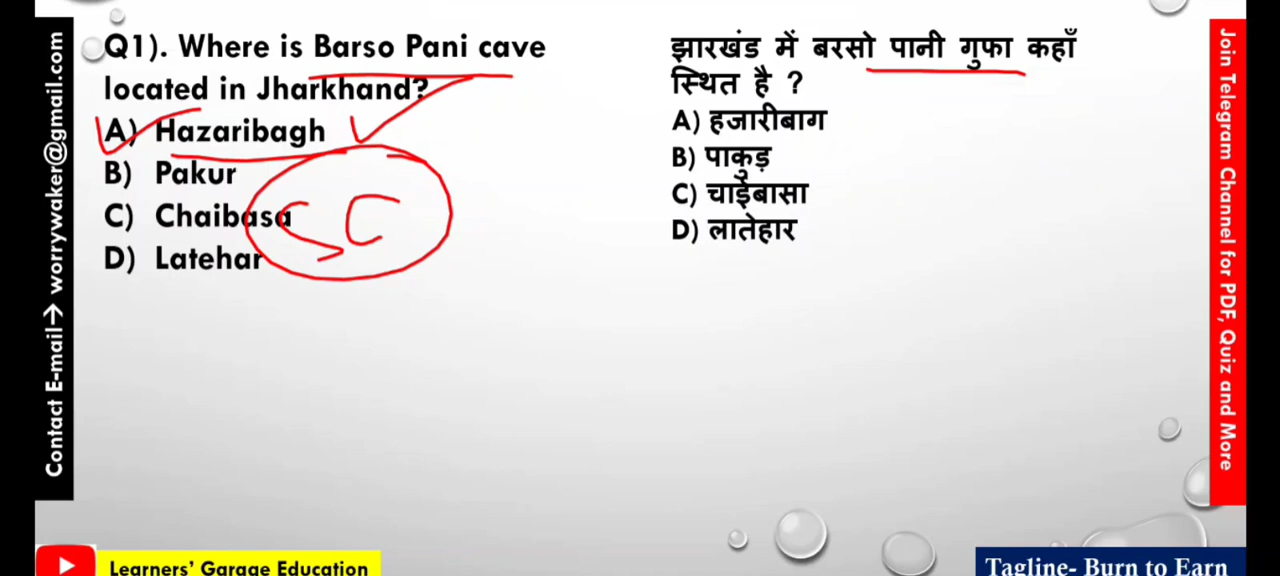 Q1). Where is Barso Pani cave
located in Jharkhand?
A) Hazaribagh
B) Pakur
C) Chaibasa
D) Latehar
SC
झारखंड में बरसो पानी गुफा कहाँ
स्थित है ?
A) हजारीबाग
B) पाकुड़
C) चाईबासा
D) लातेहार
Contact E-mail→ worrywaker@gmail.com
Join Telegram Channel for PDF, Quiz and More
Learners' Garage Education
Tagline- Burn to Earn